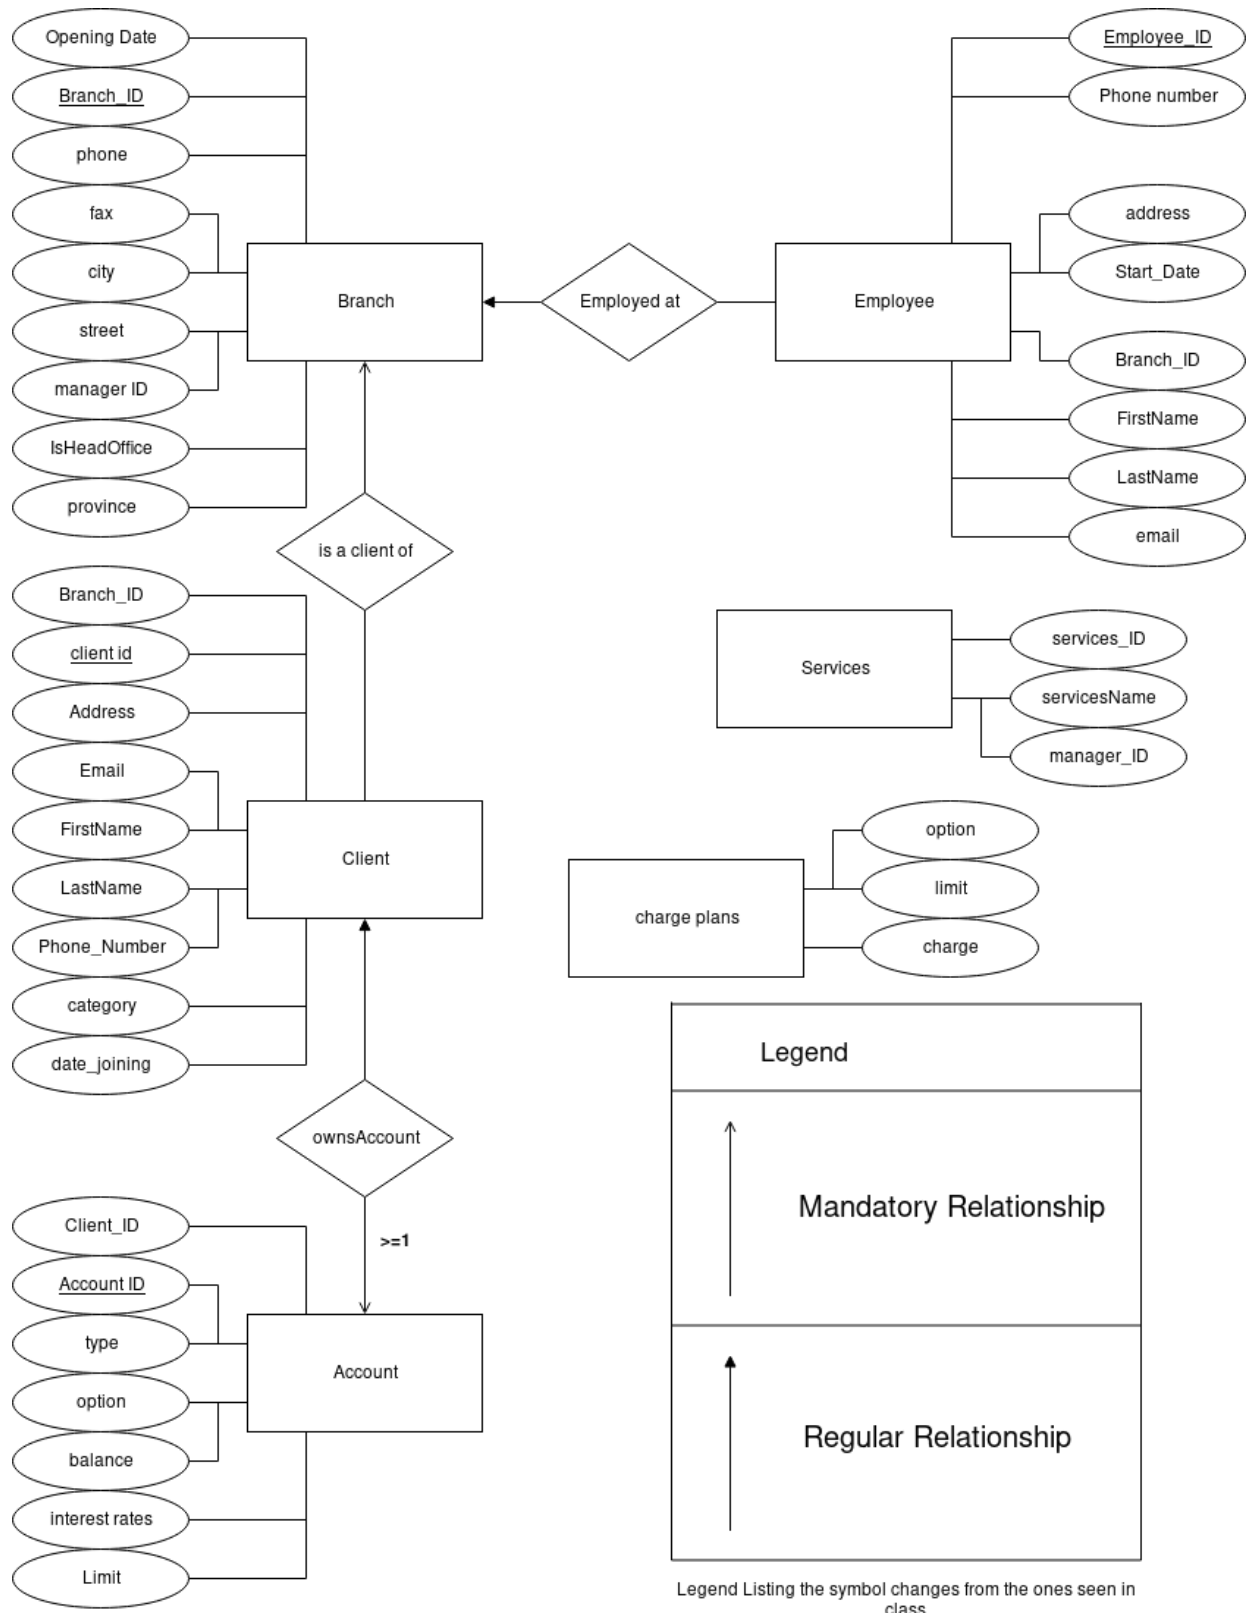 Opening Date
Branch_ID
phone
fax
city
street
manager ID
IsHeadOffice
province
Branch
Employed at
Employee
Employee_ID
Phone number
address
Start_Date
Branch_ID
FirstName
LastName
email
is a client of
Branch_ID
client id
Address
Email
FirstName
LastName
Phone_Number
category
date_joining
Client
Services
services_ID
servicesName
manager_ID
charge plans
option
limit
charge
ownsAccount
>=1
Client_ID
Account ID
type
option
balance
interest rates
Limit
Account
Legend
Mandatory Relationship
Regular Relationship
Legend Listing the symbol changes from the ones seen in
class